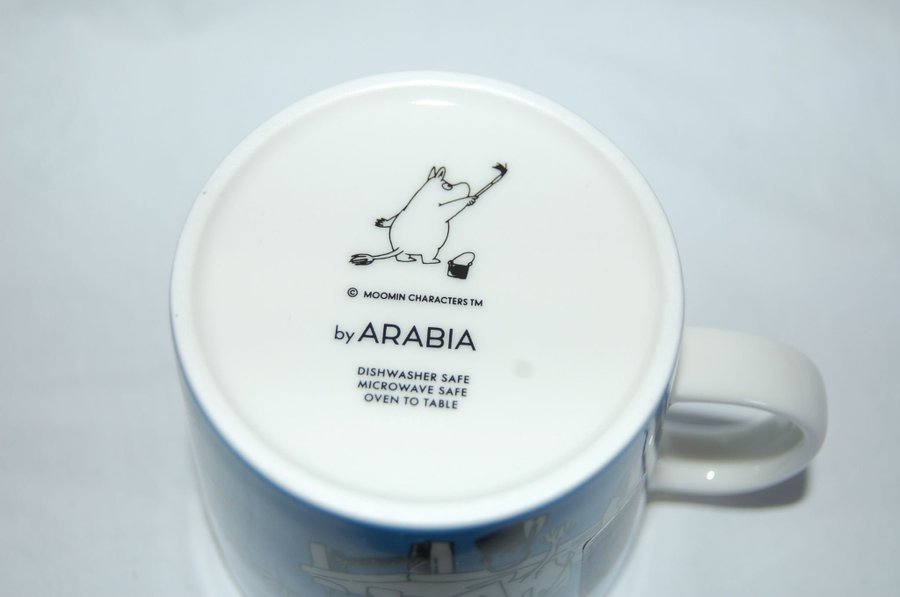 © MOOMIN CHARACTERS TM
by ARABIA
DISHWASHER SAFE
MICROWAVE SAFE
OVEN TO TABLE